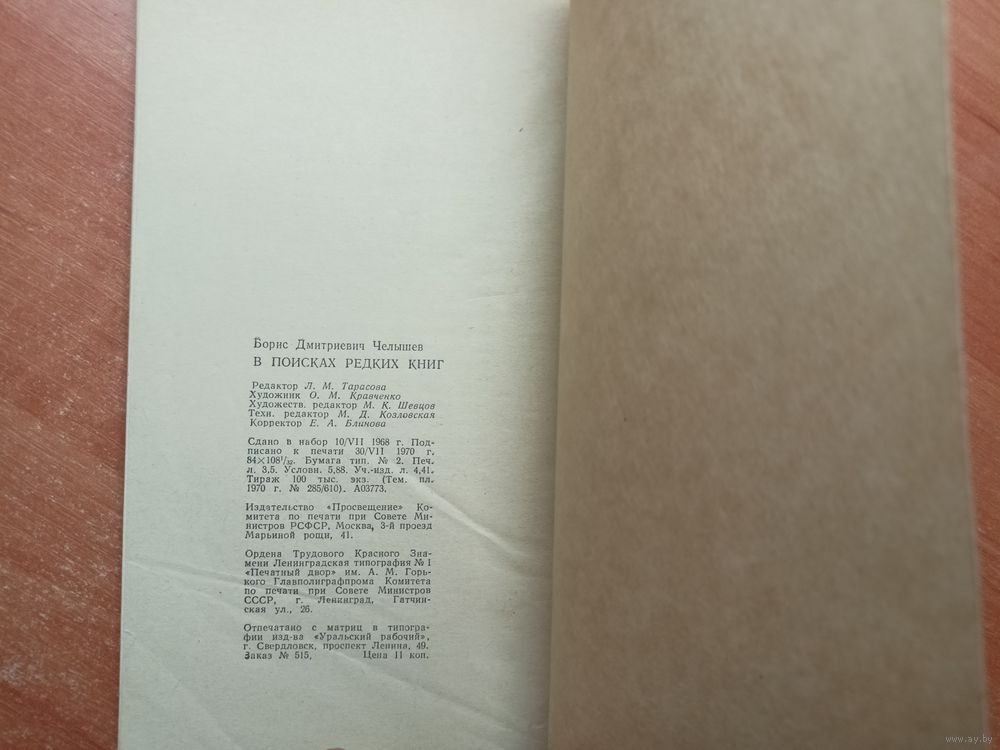 Борис Дмитриевич Челышев
В ПОИСКАХ РЕДКИХ КНИГ
Редактор Л. М. Тарасова
Художник О. М. Кравченко
Художеств. редактор М. К. Шевцов
Техн. редактор М. Д. Козловская
Корректор Е. А. Блинова
Сдано в набор 10/VII 1968 г. Под-
писано к печати 30/VII 1970 г.
84×108¹/₃₂. Бумага тип. № 2. Печ.
л. 3,5. Условн. 5,88. Уч.-изд. л. 4,41.
Тираж 100 тыс. экз. (Тем. пл.
1970 г. № 285/610). А03773.
Издательство «Просвещение» Ко-
митета по печати при Совете Ми-
нистров РСФСР, Москва, 3-й проезд
Марьиной рощи, 41.
Ордена Трудового Красного Зна-
мени Ленинградская типография № 1
«Печатный двор» им. А. М. Горь-
кого Главполиграфпрома Комитета
по печати при Совете Министров
СССР, г. Ленинград, Гатчин-
ская ул., 26.
Отпечатано с матриц в типогра-
фии изд-ва «Уральский рабочий»,
г. Свердловск, проспект Ленина, 49.
Заказ № 515. Цена 11 коп.
www.ay.by